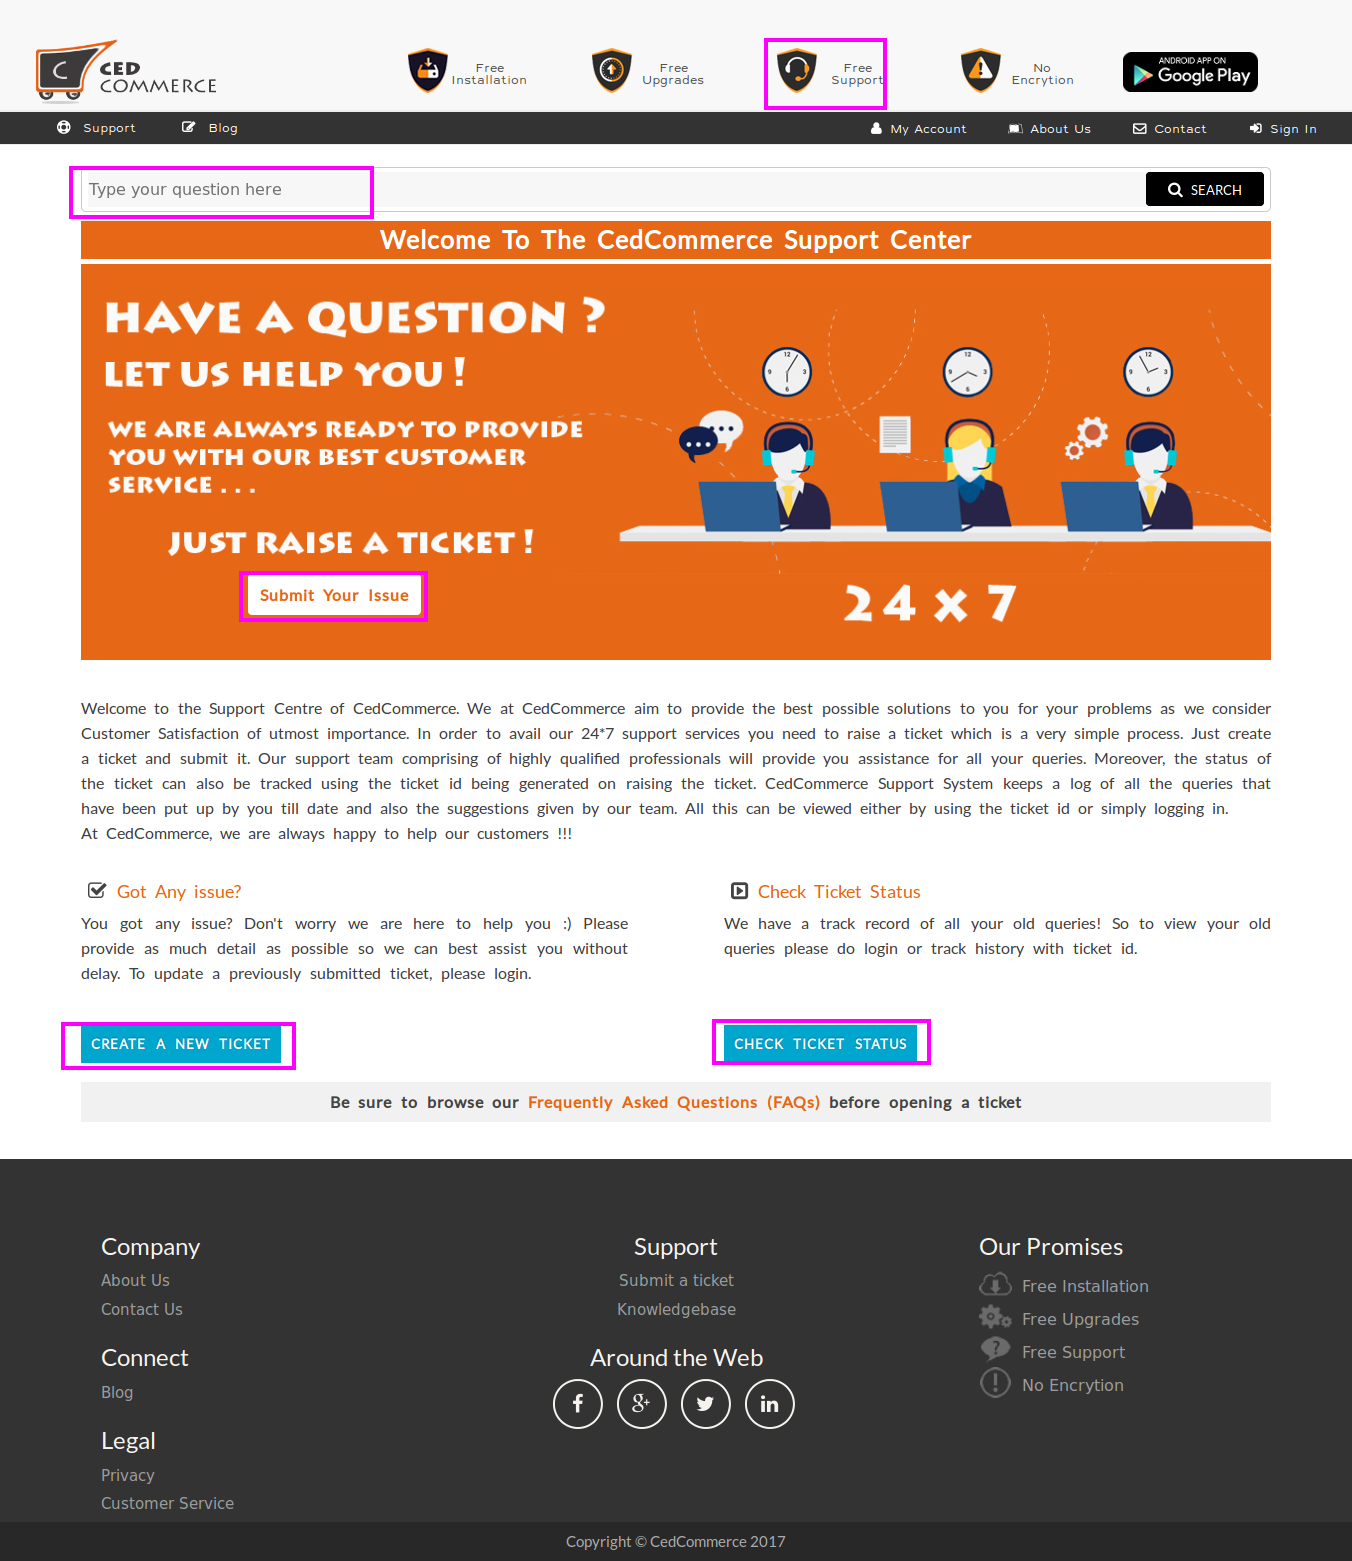 CED
COMMERCE
Free
Installation
Free
Upgrades
Free
Support
No
Encrytion
ANDROID APP ON
Google Play
Support
Blog
My Account
About Us
Contact
Sign In
Type your question here
SEARCH
Welcome To The CedCommerce Support Center
HAVE A QUESTION ?
LET US HELP YOU !
WE ARE ALWAYS READY TO PROVIDE
YOU WITH OUR BEST CUSTOMER
SERVICE . . .
JUST RAISE A TICKET !
Submit Your Issue
12
3
6
9
12
3
6
9
12
3
6
9
24 x 7
Welcome to the Support Centre of CedCommerce. We at CedCommerce aim to provide the best possible solutions to you for your problems as we consider
Customer Satisfaction of utmost importance. In order to avail our 24*7 support services you need to raise a ticket which is a very simple process. Just create
a ticket and submit it. Our support team comprising of highly qualified professionals will provide you assistance for all your queries. Moreover, the status of
the ticket can also be tracked using the ticket id being generated on raising the ticket. CedCommerce Support System keeps a log of all the queries that
have been put up by you till date and also the suggestions given by our team. All this can be viewed either by using the ticket id or simply logging in.
At CedCommerce, we are always happy to help our customers !!!
Got Any issue?
You got any issue? Don't worry we are here to help you :) Please
provide as much detail as possible so we can best assist you without
delay. To update a previously submitted ticket, please login.
CREATE A NEW TICKET
Check Ticket Status
We have a track record of all your old queries! So to view your old
queries please do login or track history with ticket id.
CHECK TICKET STATUS
Be sure to browse our Frequently Asked Questions (FAQs) before opening a ticket
Company
About Us
Contact Us
Connect
Blog
Legal
Privacy
Customer Service
Support
Submit a ticket
Knowledgebase
Around the Web
Our Promises
Free Installation
Free Upgrades
Free Support
No Encrytion
Copyright © CedCommerce 2017